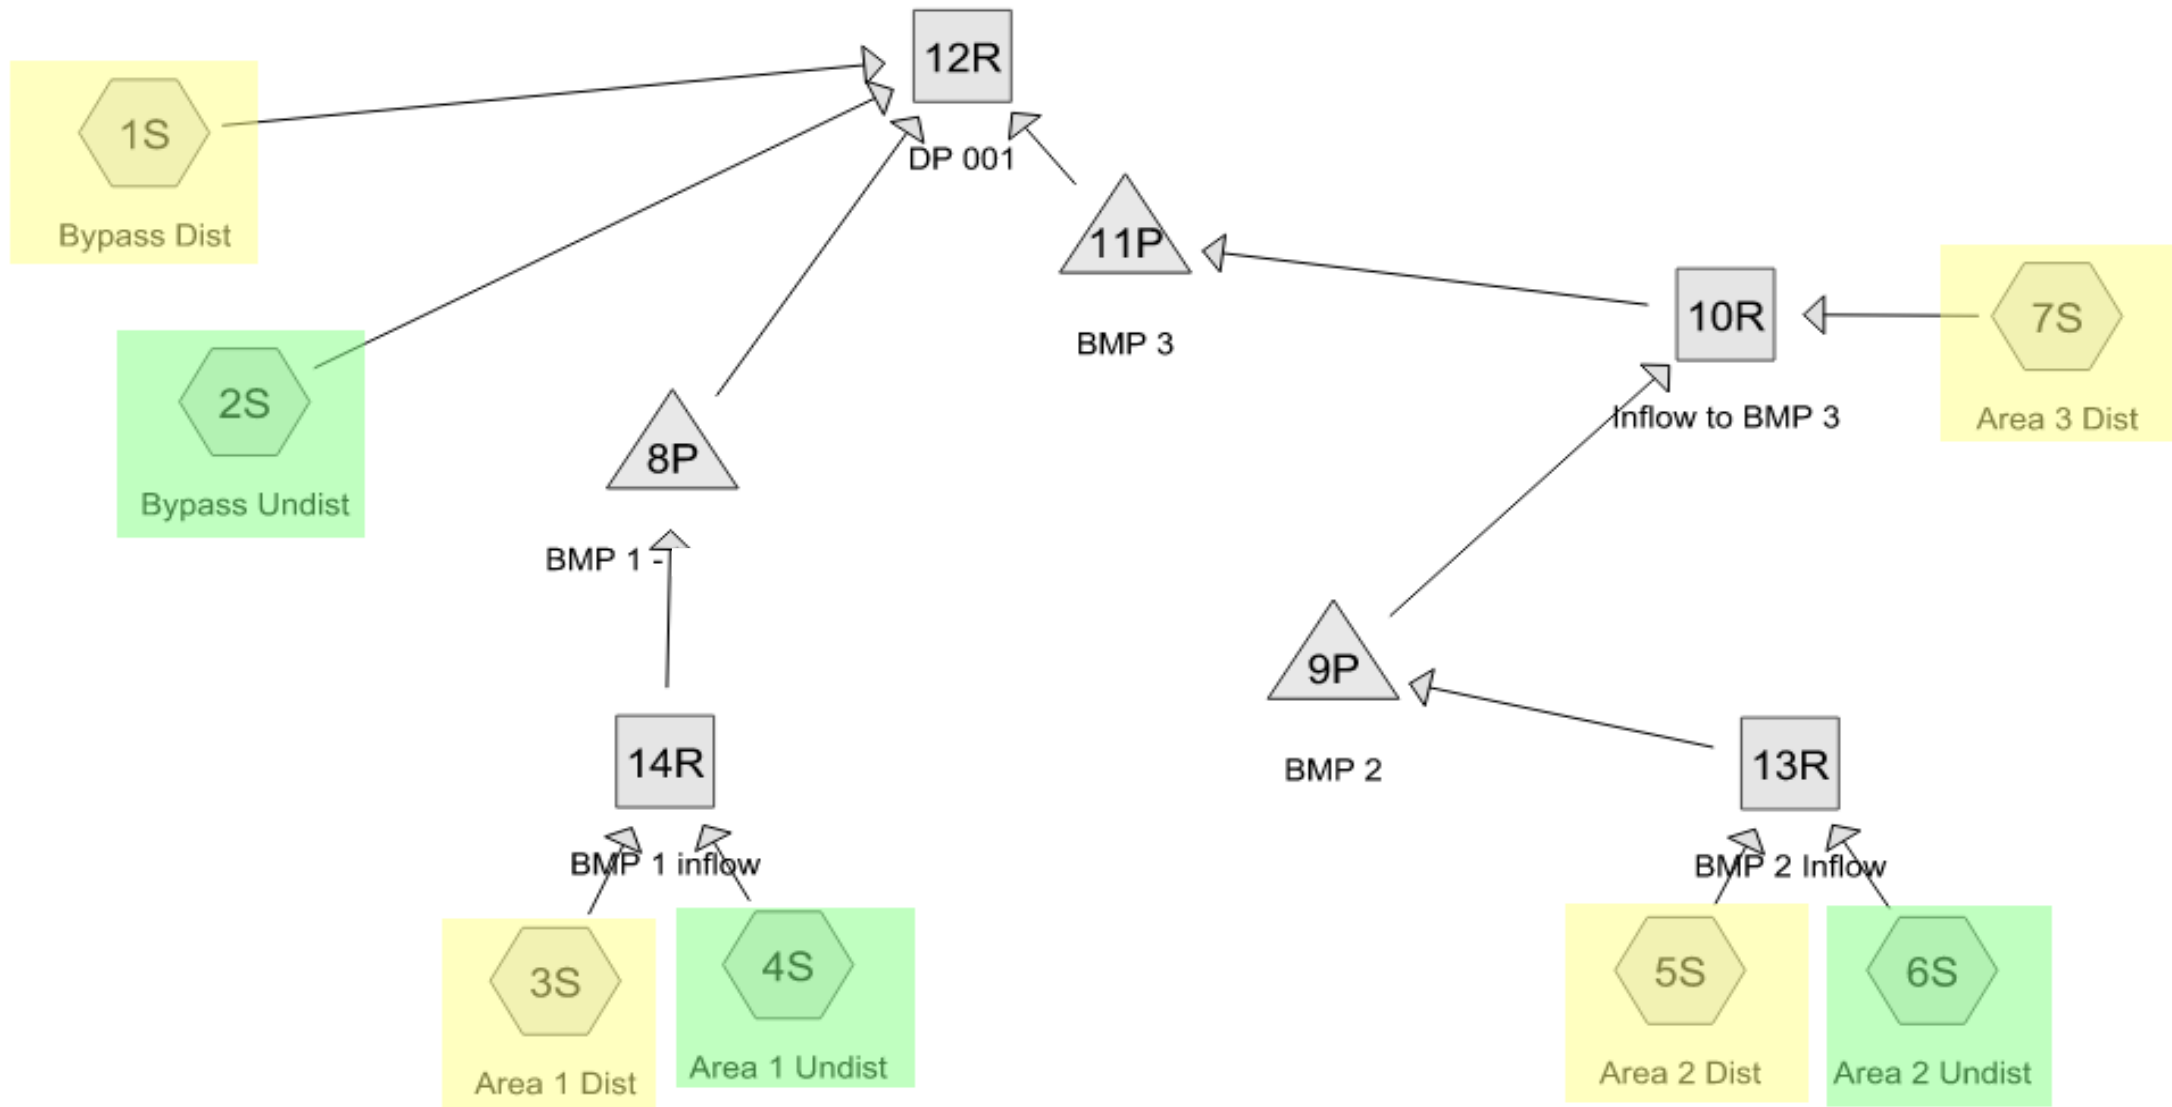 12R
DP 001
1S
Bypass Dist
11P
BMP 3
10R
Inflow to BMP 3
7S
Area 3 Dist
2S
Bypass Undist
8P
BMP 1 -
9P
BMP 2
14R
BMP 1 inflow
13R
BMP 2 Inflow
3S
Area 1 Dist
4S
Area 1 Undist
5S
Area 2 Dist
6S
Area 2 Undist